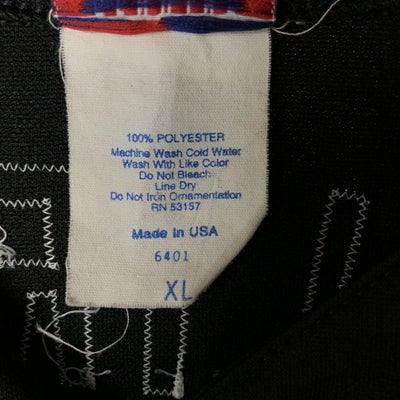 100% POLYESTER
Machine Wash Cold Water
Wash With Like Color
Do Not Bleach
Line Dry
Do Not Iron Ornamentation
RN 53157
Made In USA
6401
XL